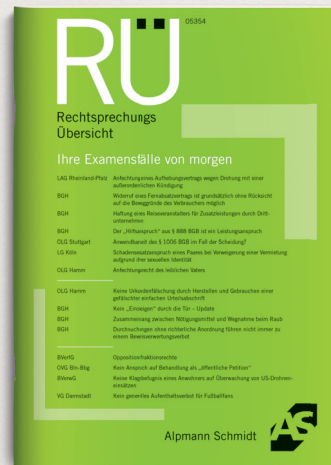 05354
RÜ
Rechtsprechungs
Übersicht
Ihre Examensfälle von morgen
LAG Rheinland-Pfalz Anfechtung eines Aufhebungsvertrags wegen Drohung mit einer
außerordentlichen Kündigung
BGH Widerruf eines Fernabsatzvertrags ist grundsätzlich ohne Rücksicht
auf die Beweggründe des Verbrauchers möglich
BGH Haftung eines Reiseveranstalters für Zusatzleistungen durch Dritt-
unternehmen
BGH Der „Hilfsanspruch“ aus § 888 BGB ist ein Leistungsanspruch
OLG Stuttgart Anwendbarkeit des § 1006 BGB im Fall der Scheidung?
LG Köln Schadensersatzanspruch eines Paares bei Verweigerung einer Vermietung
aufgrund ihrer sexuellen Identität
OLG Hamm Anfechtungsrecht des leiblichen Vaters
OLG Hamm Keine Urkundenfälschung durch Herstellen und Gebrauchen einer
gefälschten einfachen Urteilsabschrift
BGH Kein „Einzeigen“ durch die Tür – Update
BGH Zusammenhang zwischen Nötigungsmittel und Wegnahme beim Raub
BGH Durchsuchungen ohne richterliche Anordnung führen nicht immer zu
einem Beweisverwertungsverbot
BVerfG Oppositionsfraktionsrechte
OVG Bln-Bbg Kein Anspruch auf Behandlung als „öffentliche Petition“
BVerwG Keine Klagebefugnis eines Anwohners auf Überwachung von US-Drohnen-
einsätzen
VG Darmstadt Kein generelles Aufenthaltsverbot für Fußballfans
Alpmann Schmidt
AS